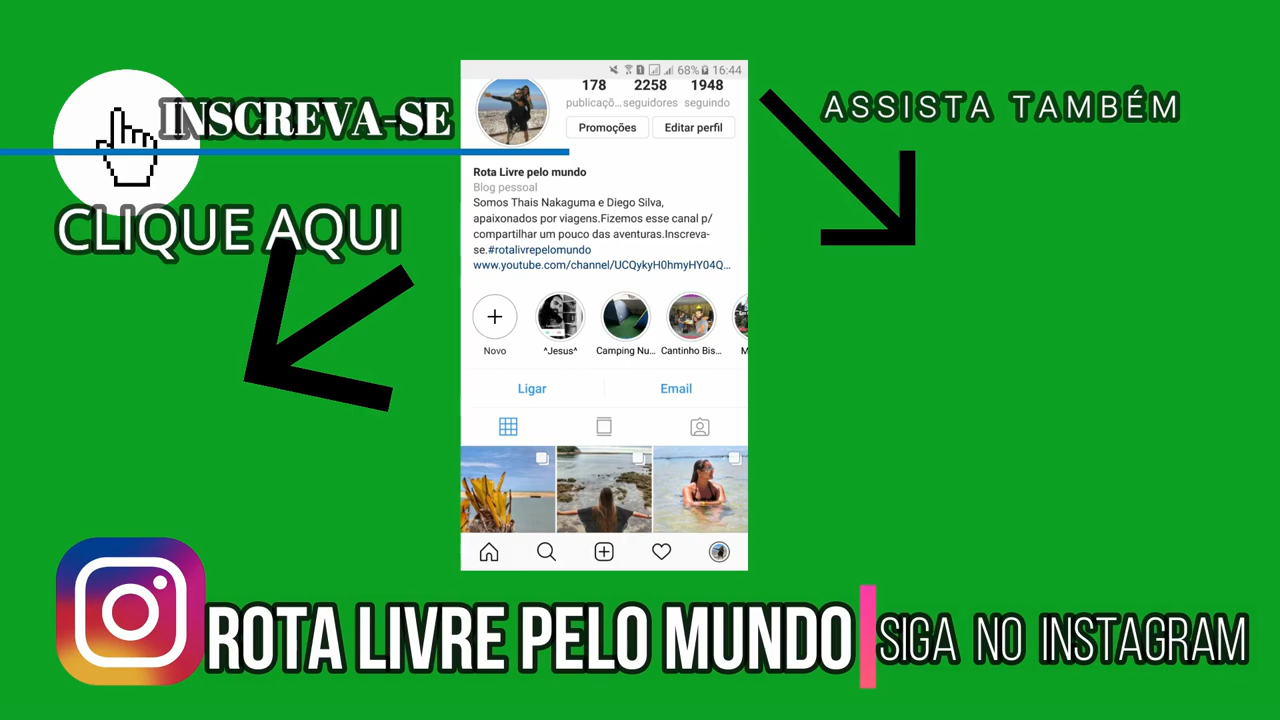 INSCREVA-SE
CLIQUE AQUI
68% 16:44
178 2258 1948
publicaçõ... seguidores seguindo
Promoções Editar perfil
Rota Livre pelo mundo
Blog pessoal
Somos Thais Nakaguma e Diego Silva,
apaixonados por viagens.Fizemos esse canal p/
compartilhar um pouco das aventuras.Inscreva-
se.#rotalivrepelomundo
www.youtube.com/channel/UCQykyH0hmyHY04Q...
Novo ^Jesus^ Camping Nu... Cantinho Bis... M
Ligar Email
ASSISTA TAMBÉM
ROTA LIVRE PELO MUNDO
SIGA NO INSTAGRAM